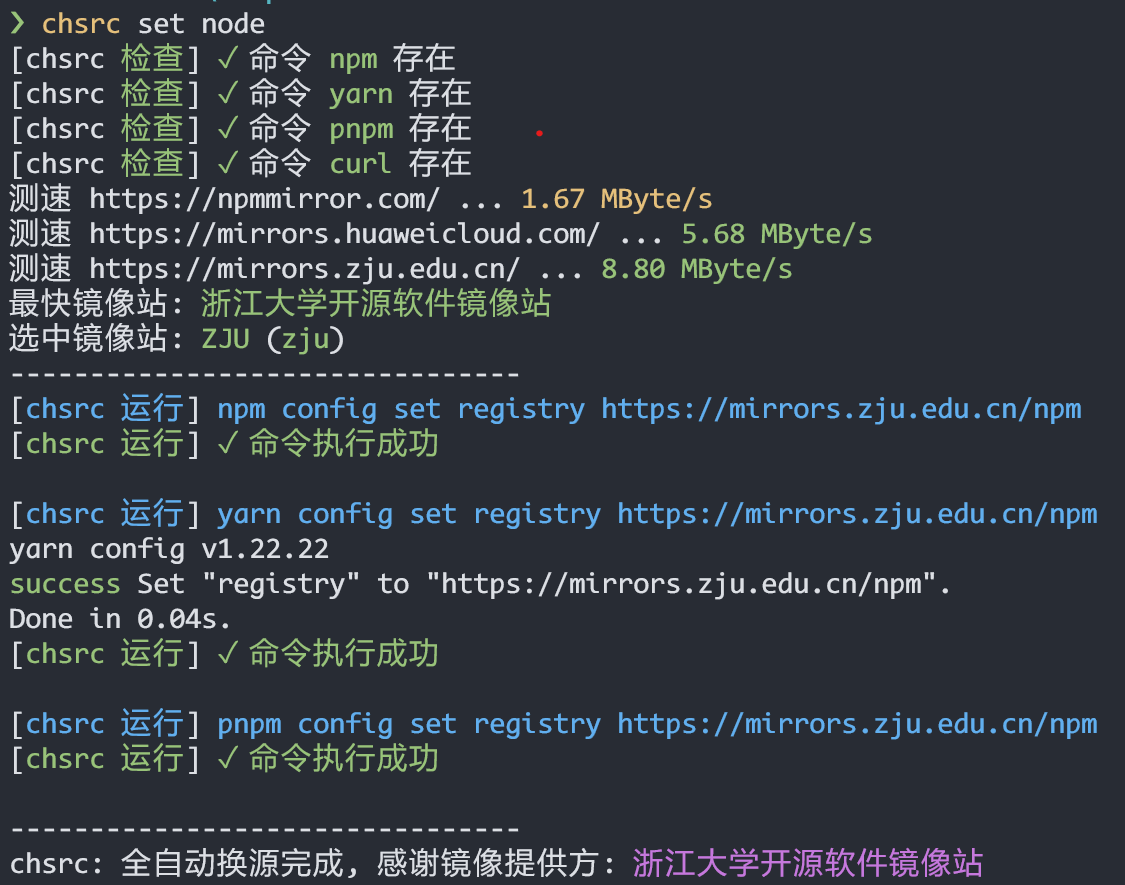 ❯ chsrc set node
[chsrc 检查] ✓ 命令 npm 存在
[chsrc 检查] ✓ 命令 yarn 存在
[chsrc 检查] ✓ 命令 pnpm 存在
[chsrc 检查] ✓ 命令 curl 存在
测速 https://npmmirror.com/ ... 1.67 MByte/s
测速 https://mirrors.huaweicloud.com/ ... 5.68 MByte/s
测速 https://mirrors.zju.edu.cn/ ... 8.80 MByte/s
最快镜像站: 浙江大学开源软件镜像站
选中镜像站: ZJU (zju)
--------------------------------
[chsrc 运行] npm config set registry https://mirrors.zju.edu.cn/npm
[chsrc 运行] ✓ 命令执行成功
[chsrc 运行] yarn config set registry https://mirrors.zju.edu.cn/npm
yarn config v1.22.22
success Set "registry" to "https://mirrors.zju.edu.cn/npm".
Done in 0.04s.
[chsrc 运行] ✓ 命令执行成功
[chsrc 运行] pnpm config set registry https://mirrors.zju.edu.cn/npm
[chsrc 运行] ✓ 命令执行成功
--------------------------------
chsrc: 全自动换源完成, 感谢镜像提供方: 浙江大学开源软件镜像站